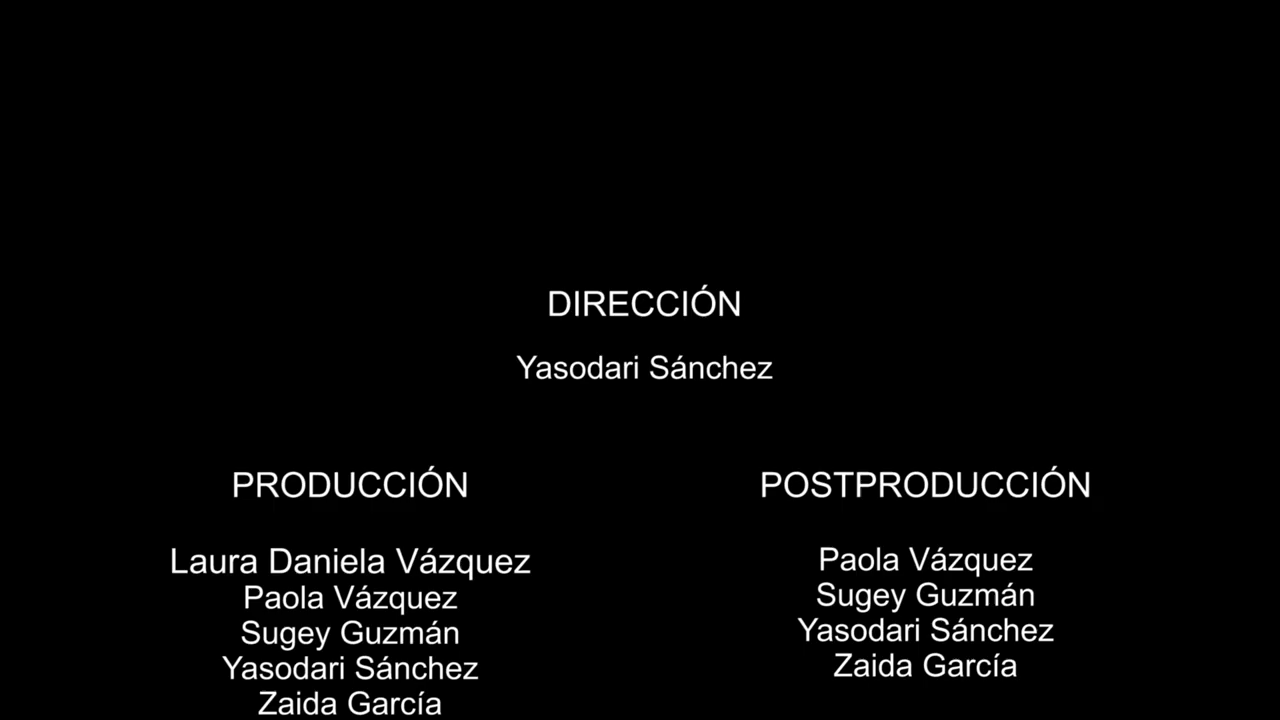 DIRECCIÓN
Yasodari Sánchez
PRODUCCIÓN
Laura Daniela Vázquez
Paola Vázquez
Sugey Guzmán
Yasodari Sánchez
Zaida García
POSTPRODUCCIÓN
Paola Vázquez
Sugey Guzmán
Yasodari Sánchez
Zaida García